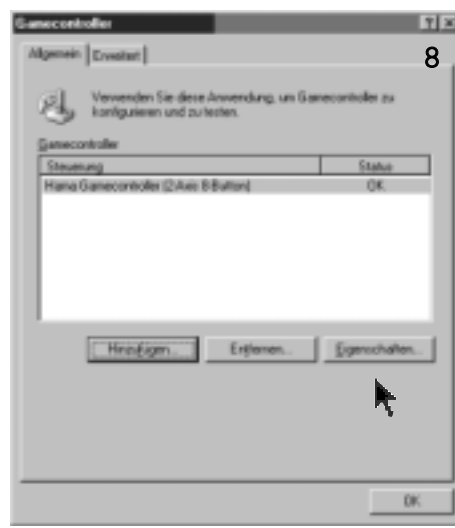 Gamecontroller
Allgemein Erweitert
8
Verwenden Sie diese Anwendung, um Gamecontroller zu
konfigurieren und zu testen.
Gamecontroller
Steuerung Status
Hama Gamecontroller (2 Axis 8 Button) OK
Hinzufügen... Entfernen... Eigenschaften...
OK